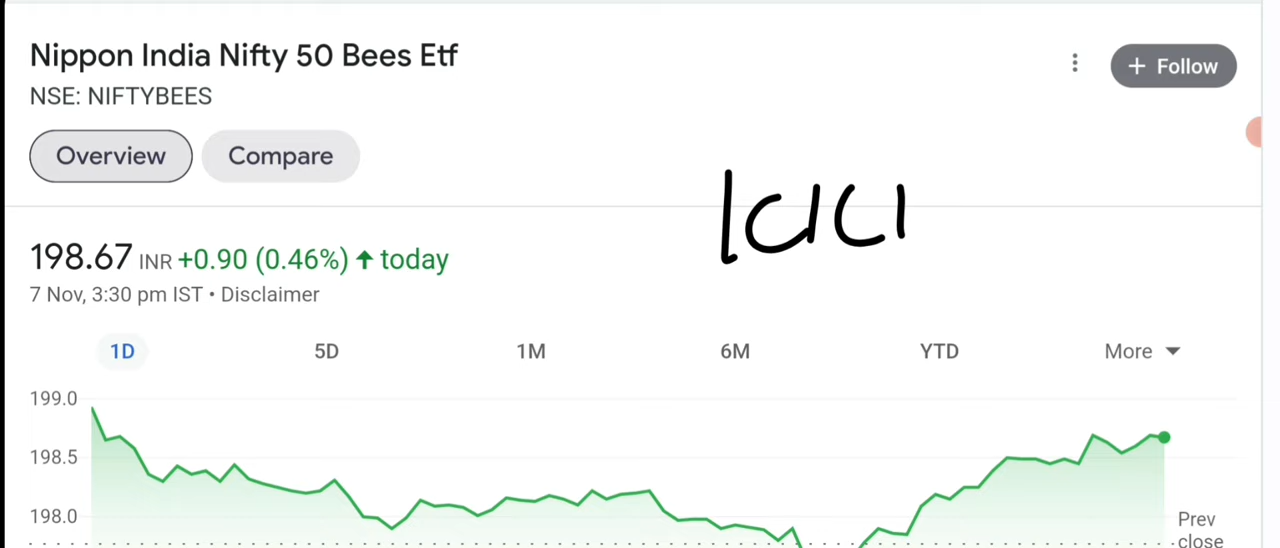 Nippon India Nifty 50 Bees Etf
+ Follow
NSE: NIFTYBEES
Overview Compare
ICICI
198.67 INR +0.90 (0.46%) ↑ today
7 Nov, 3:30 pm IST • Disclaimer
1D 5D 1M 6M YTD More
199.0
198.5
198.0
Prev
close